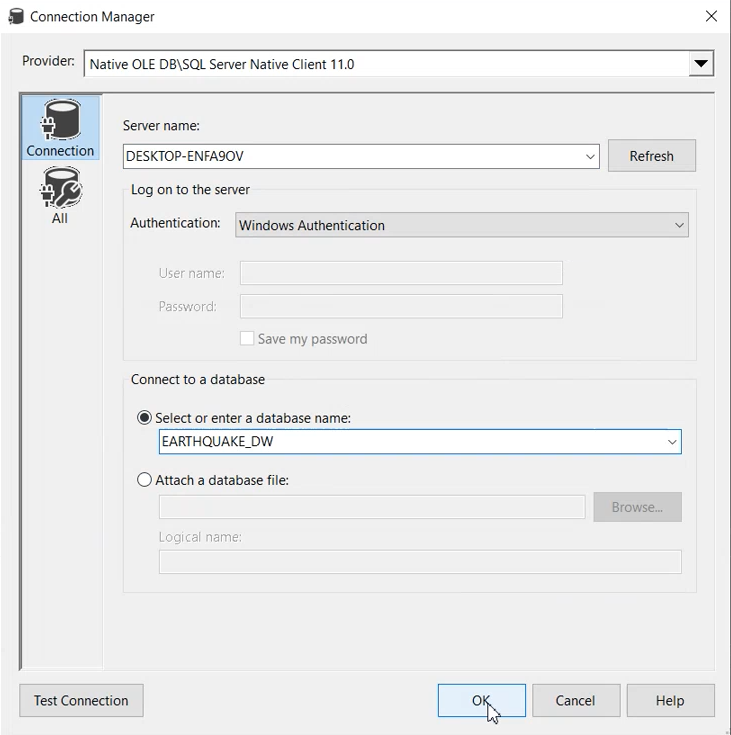 Connection Manager
Provider: Native OLE DB\SQL Server Native Client 11.0
Connection
All
Server name:
DESKTOP-ENFA9OV
Refresh
Log on to the server
Authentication: Windows Authentication
User name:
Password:
Save my password
Connect to a database
Select or enter a database name:
EARTHQUAKE_DW
Attach a database file:
Browse...
Logical name:
Test Connection
OK
Cancel
Help